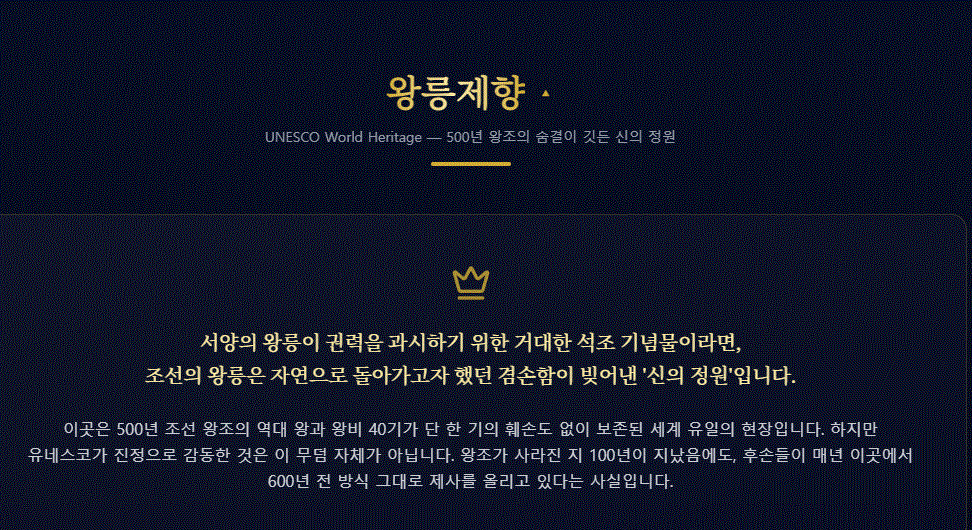 왕릉제향
UNESCO World Heritage — 500년 왕조의 숨결이 깃든 신의 정원
서양의 왕릉이 권력을 과시하기 위한 거대한 석조 기념물이라면,
조선의 왕릉은 자연으로 돌아가고자 했던 겸손함이 빚어낸 '신의 정원'입니다.
이곳은 500년 조선 왕조의 역대 왕과 왕비 40기가 단 한 기의 훼손도 없이 보존된 세계 유일의 현장입니다. 하지만
유네스코가 진정으로 감동한 것은 이 무덤 자체가 아닙니다. 왕조가 사라진 지 100년이 지났음에도, 후손들이 매년 이곳에서
600년 전 방식 그대로 제사를 올리고 있다는 사실입니다.